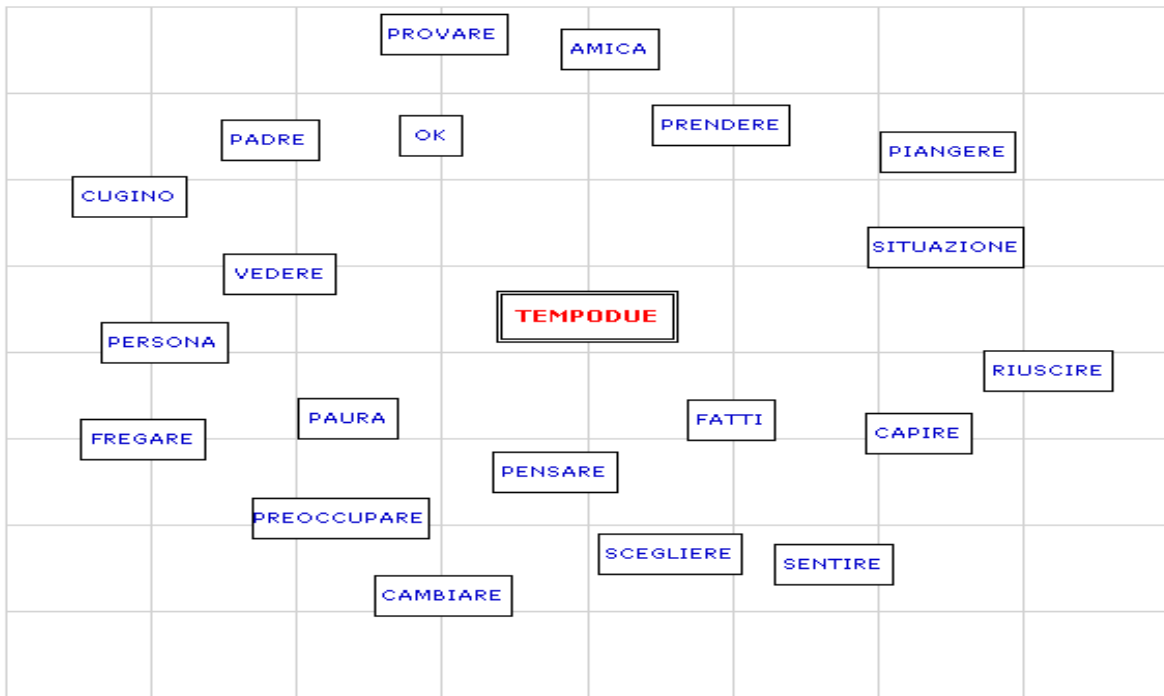 PROVARE
AMICA
PRENDERE
OK
PADRE
PIANGERE
CUGINO
SITUAZIONE
VEDERE
TEMPODUE
PERSONA
RIUSCIRE
PAURA
FATTI
CAPIRE
FREGARE
PENSARE
PREOCCUPARE
SCEGLIERE
SENTIRE
CAMBIARE